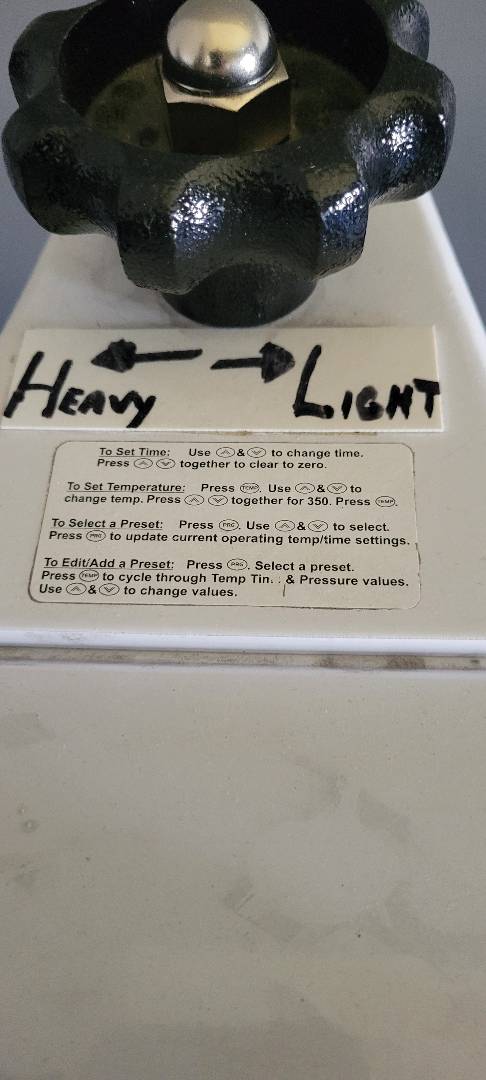 HEAVY LIGHT
To Set Time: Use & to change time.
Press together to clear to zero.
To Set Temperature: Press TEMP. Use & to
change temp. Press together for 350. Press TEMP.
To Select a Preset: Press PRG. Use & to select.
Press PRG to update current operating temp/time settings.
To Edit/Add a Preset: Press PRG. Select a preset.
Press TEMP to cycle through Temp & Pressure values.
Use & to change values.